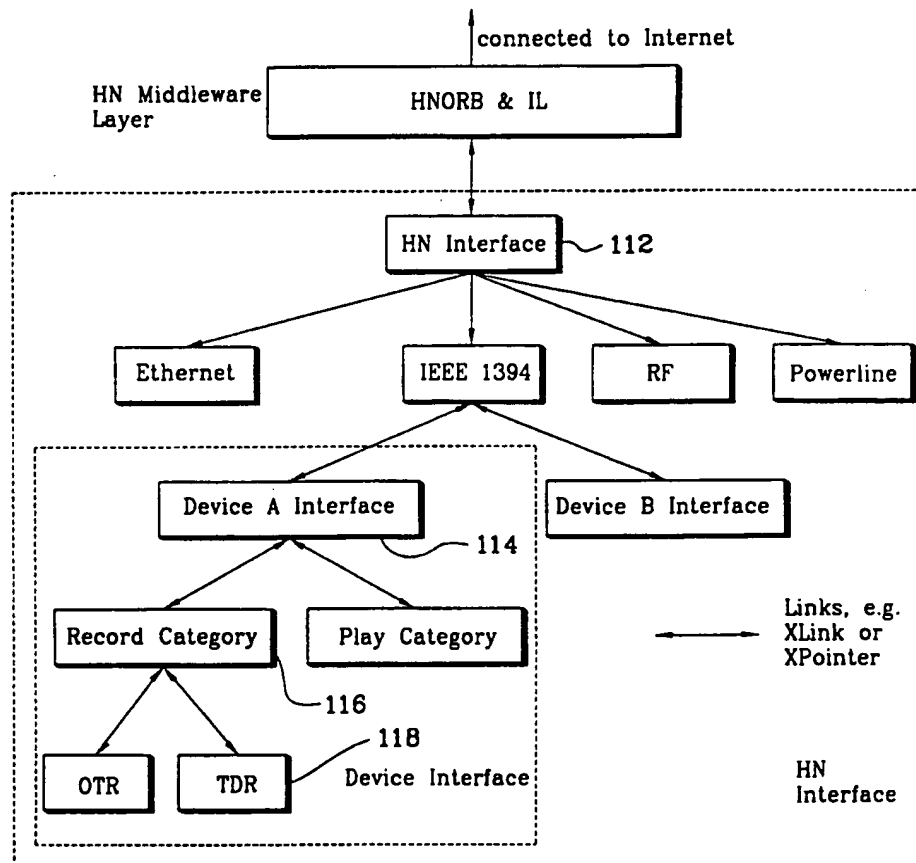 connected to Internet
HN Middleware
Layer
HNORB & IL
HN Interface
112
Ethernet
IEEE 1394
RF
Powerline
Device A Interface
Device B Interface
114
Record Category
Play Category
Links, e.g.
XLink or
XPointer
116
118
OTR
TDR
Device Interface
HN
Interface